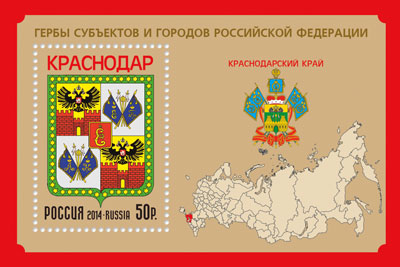 ГЕРБЫ СУБЪЕКТОВ И ГОРОДОВ РОССИЙСКОЙ ФЕДЕРАЦИИ
КРАСНОДАР
КРАСНОДАРСКИЙ КРАЙ
РОССИЯ 2014·RUSSIA 50Р.